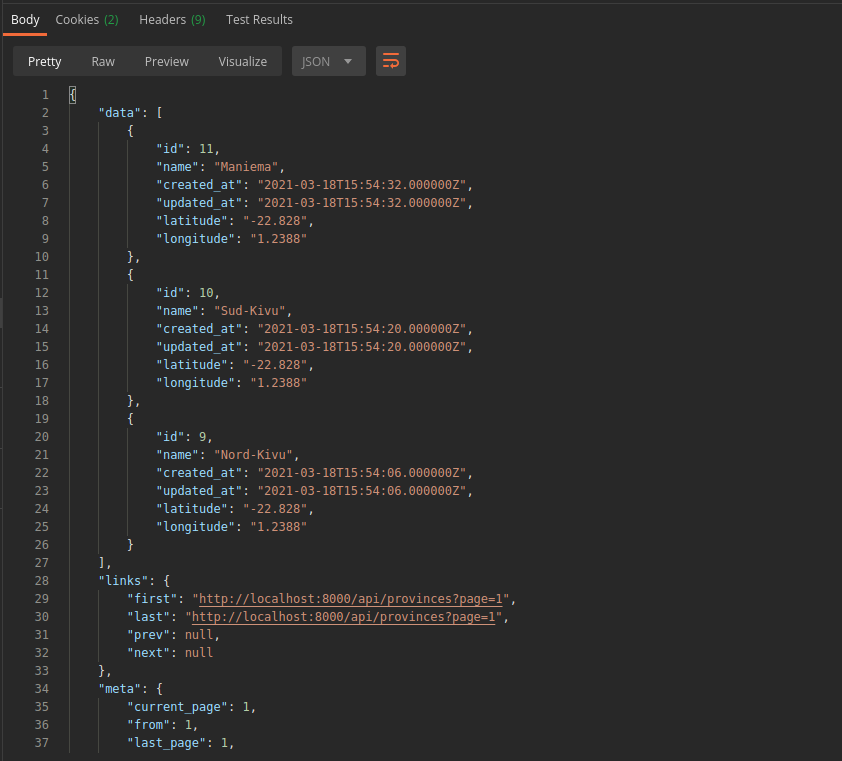 Body Cookies (2) Headers (9) Test Results
Pretty Raw Preview Visualize JSON
1 {
2 "data": [
3 {
4 "id": 11,
5 "name": "Maniema",
6 "created_at": "2021-03-18T15:54:32.000000Z",
7 "updated_at": "2021-03-18T15:54:32.000000Z",
8 "latitude": "-22.828",
9 "longitude": "1.2388"
10 },
11 {
12 "id": 10,
13 "name": "Sud-Kivu",
14 "created_at": "2021-03-18T15:54:20.000000Z",
15 "updated_at": "2021-03-18T15:54:20.000000Z",
16 "latitude": "-22.828",
17 "longitude": "1.2388"
18 },
19 {
20 "id": 9,
21 "name": "Nord-Kivu",
22 "created_at": "2021-03-18T15:54:06.000000Z",
23 "updated_at": "2021-03-18T15:54:06.000000Z",
24 "latitude": "-22.828",
25 "longitude": "1.2388"
26 }
27 ],
28 "links": {
29 "first": "http://localhost:8000/api/provinces?page=1",
30 "last": "http://localhost:8000/api/provinces?page=1",
31 "prev": null,
32 "next": null
33 },
34 "meta": {
35 "current_page": 1,
36 "from": 1,
37 "last_page": 1,